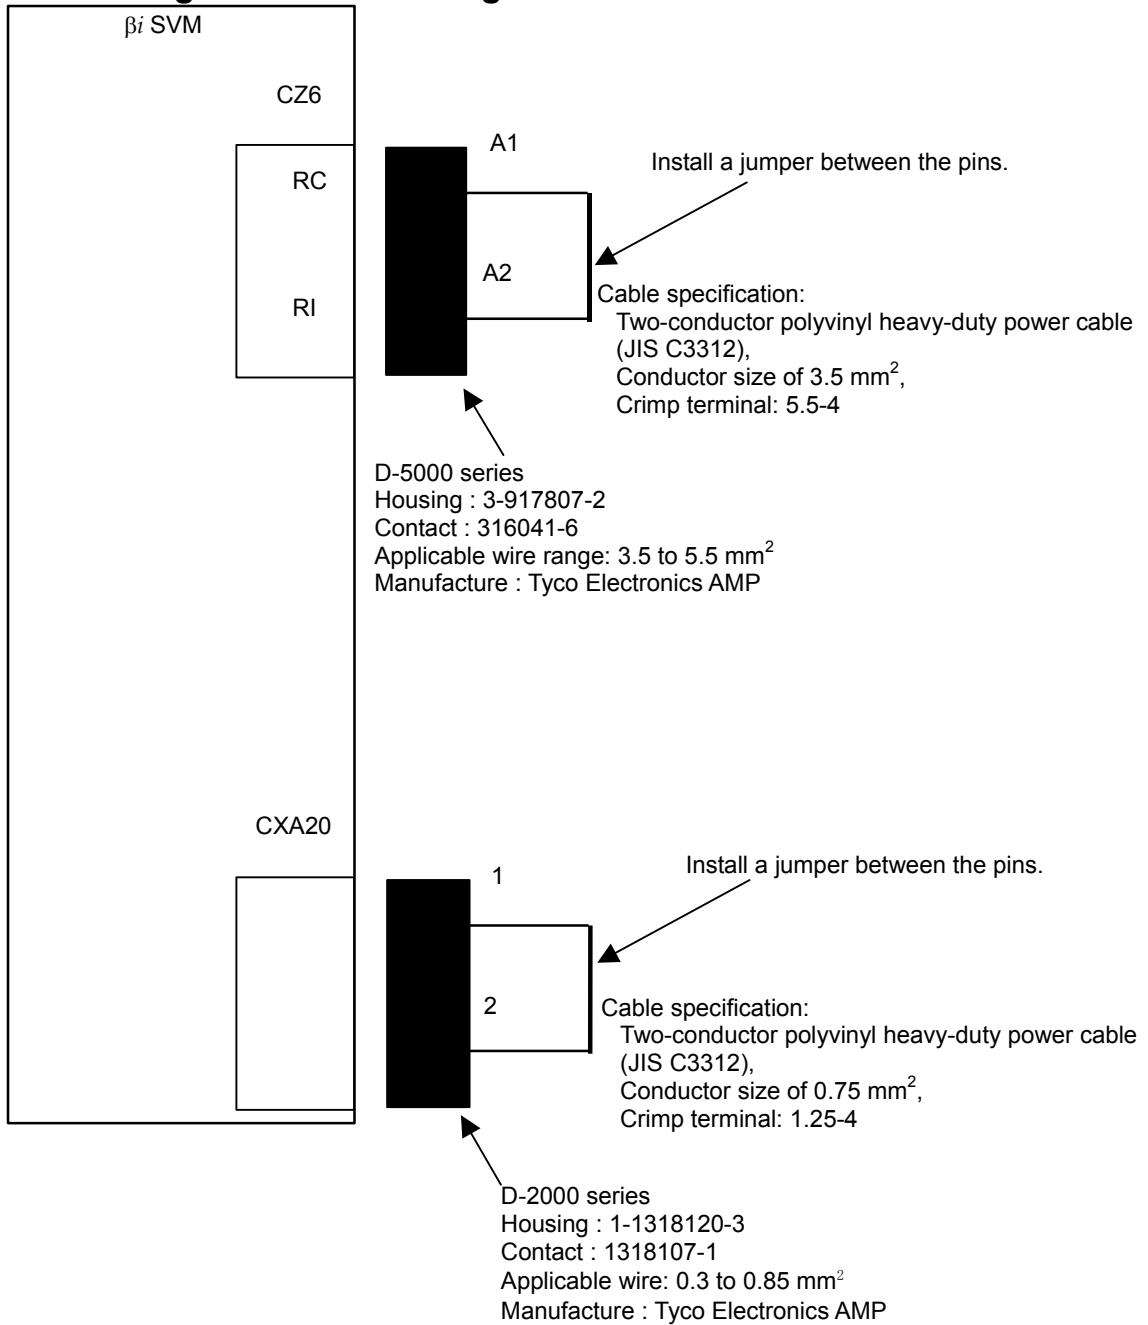 βi SVM
CZ6
A1
Install a jumper between the pins.
RC
A2
RI
Cable specification:
Two-conductor polyvinyl heavy-duty power cable
(JIS C3312),
Conductor size of 3.5 mm²,
Crimp terminal: 5.5-4
D-5000 series
Housing : 3-917807-2
Contact : 316041-6
Applicable wire range: 3.5 to 5.5 mm²
Manufacture : Tyco Electronics AMP
CXA20
1
Install a jumper between the pins.
2
Cable specification:
Two-conductor polyvinyl heavy-duty power cable
(JIS C3312),
Conductor size of 0.75 mm²,
Crimp terminal: 1.25-4
D-2000 series
Housing : 1-1318120-3
Contact : 1318107-1
Applicable wire: 0.3 to 0.85 mm²
Manufacture : Tyco Electronics AMP